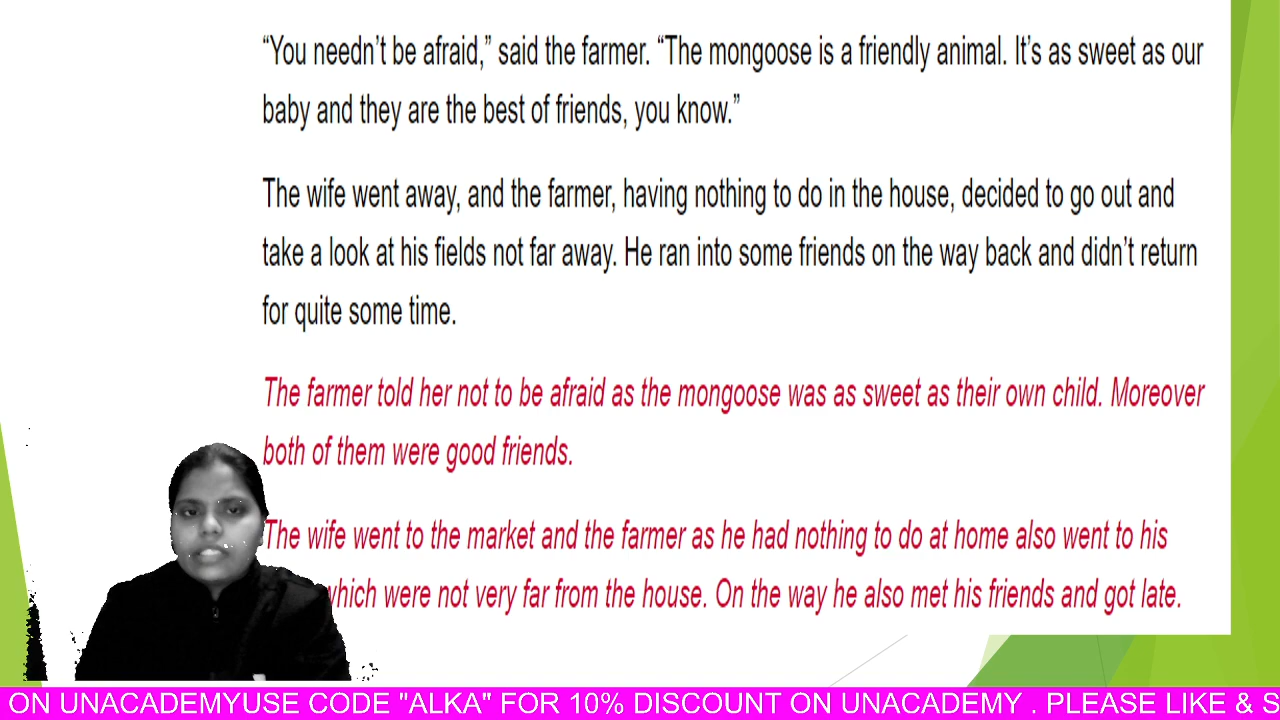 “You needn’t be afraid,” said the farmer. “The mongoose is a friendly animal. It’s as sweet as our
baby and they are the best of friends, you know.”
The wife went away, and the farmer, having nothing to do in the house, decided to go out and
take a look at his fields not far away. He ran into some friends on the way back and didn’t return
for quite some time.
The farmer told her not to be afraid as the mongoose was as sweet as their own child. Moreover
both of them were good friends.
The wife went to the market and the farmer as he had nothing to do at home also went to his
which were not very far from the house. On the way he also met his friends and got late.
ON UNACADEMYUSE CODE "ALKA" FOR 10% DISCOUNT ON UNACADEMY . PLEASE LIKE & S